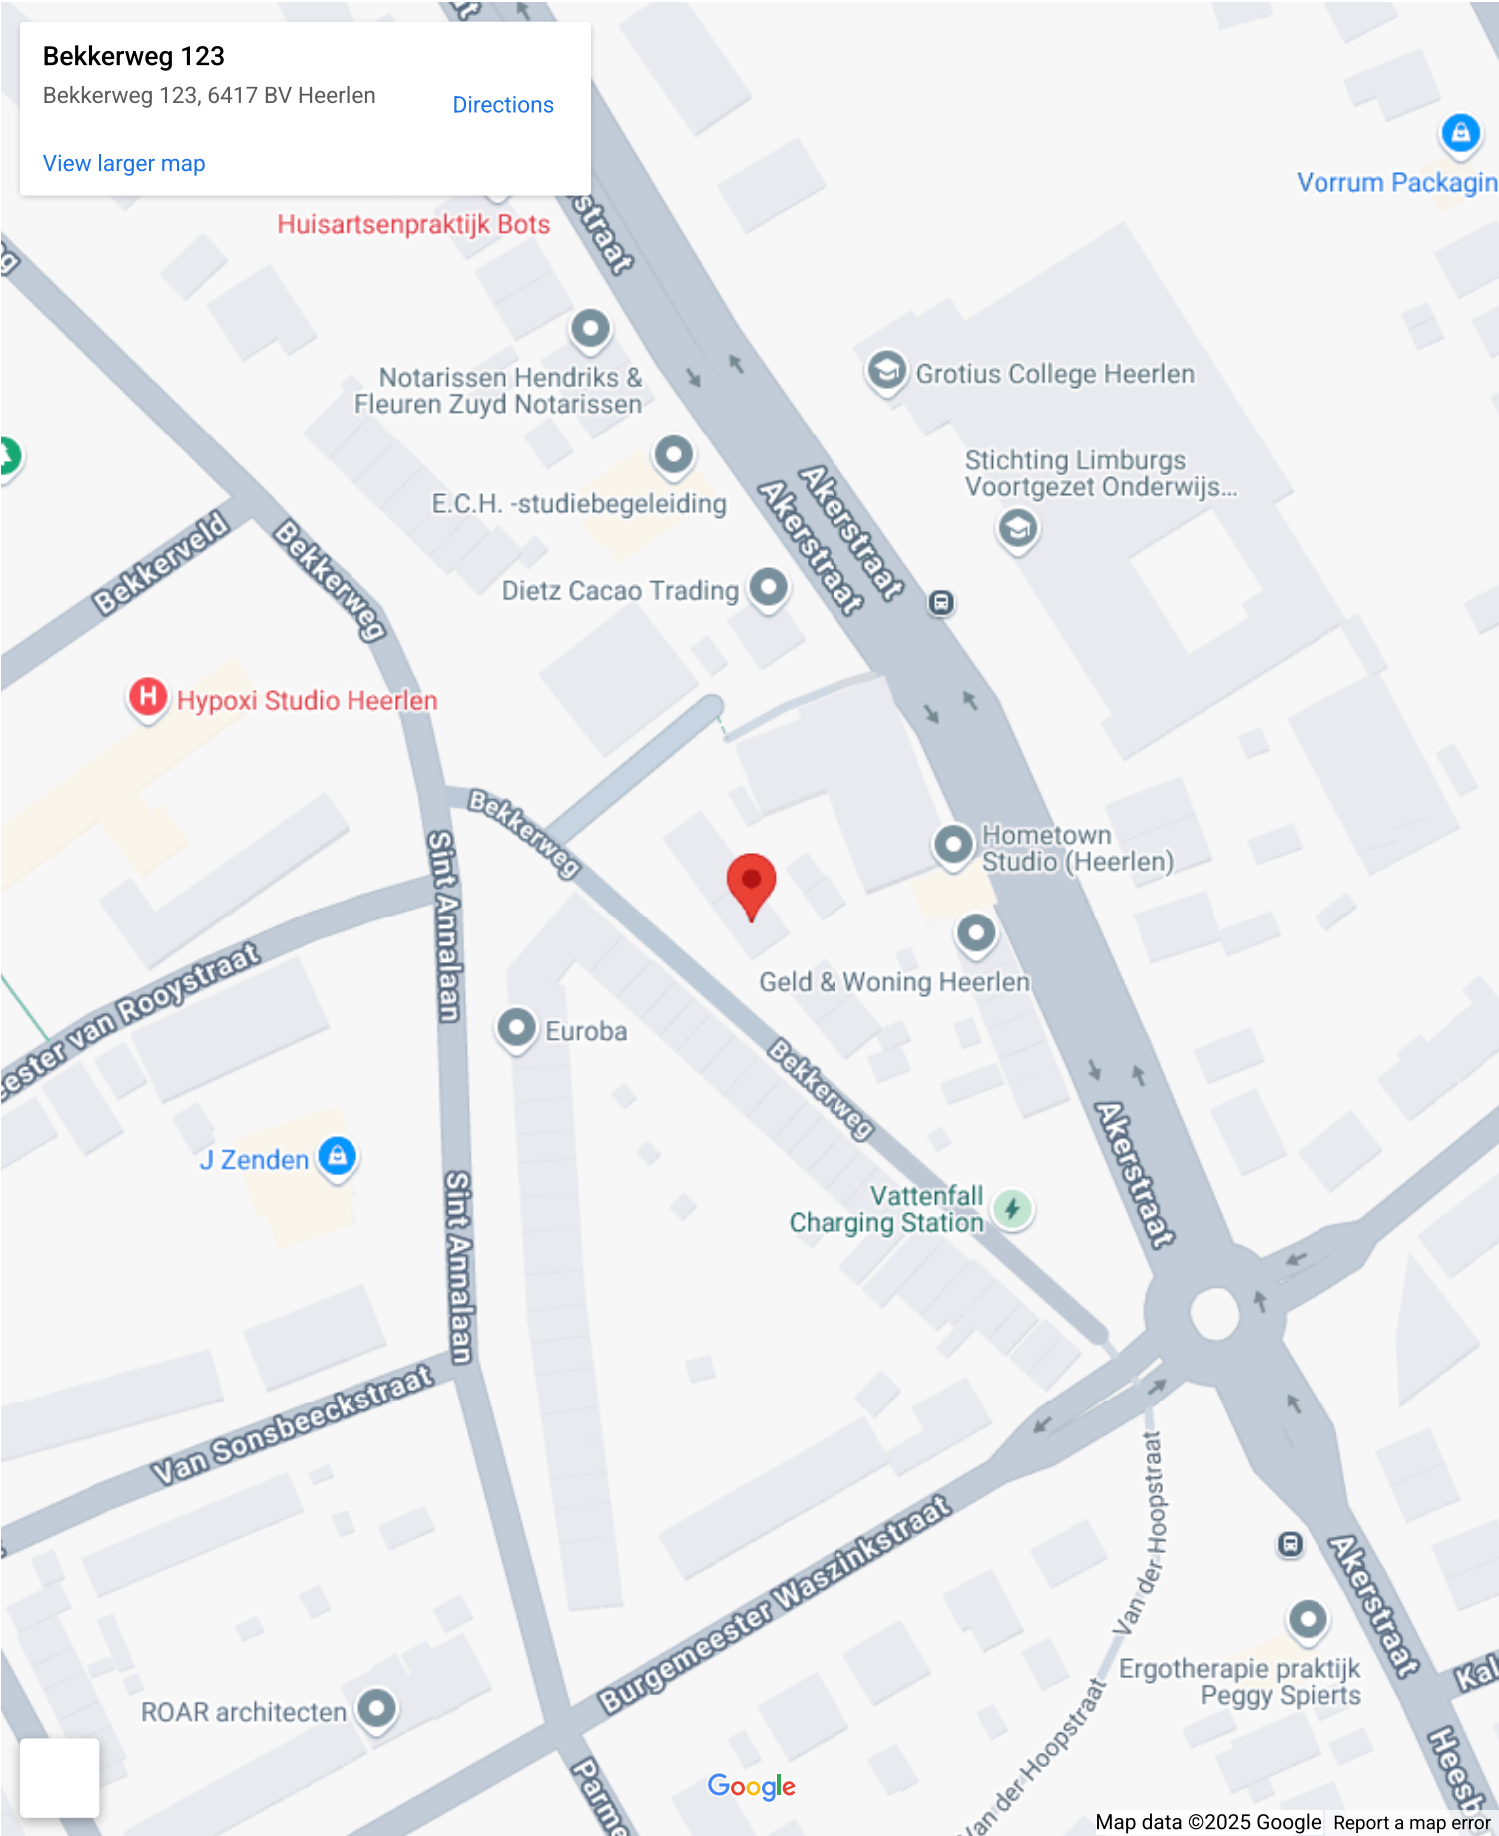 Bekkerweg 123
Bekkerweg 123, 6417 BV Heerlen
Directions
View larger map
straat
Vorrum Packagin
Huisartsenpraktijk Bots
Notarissen Hendriks &
Fleuren Zuyd Notarissen
Grotius College Heerlen
Stichting Limburgs
Voortgezet Onderwijs...
E.C.H. -studiebegeleiding
Akerstraat
Akerstraat
Bekkerveld
Bekkerweg
Dietz Cacao Trading
Hypoxi Studio Heerlen
H
Bekkerweg
Hometown
Studio (Heerlen)
Sint Annalaan
eester van Rooystraat
Geld & Woning Heerlen
Euroba
Bekkerweg
Akerstraat
J Zenden
Sint Annalaan
Vattenfall
Charging Station
Van Sonsbeeckstraat
Van der Hoopstraat
Burgemeester Waszinkstraat
Akerstraat
Ergotherapie praktijk
Peggy Spierts
Kal
ROAR architecten
Van der Hoopstraat
Heesb
Parme
Google
Map data ©2025 Google
Report a map error